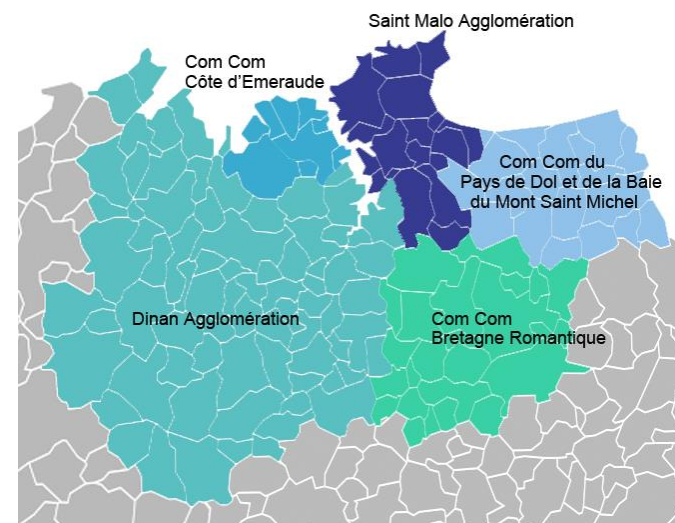 Saint Malo Agglomération
Com Com
Côte d'Emeraude
Com Com du
Pays de Dol et de la Baie
du Mont Saint Michel
Dinan Agglomération
Com Com
Bretagne Romantique